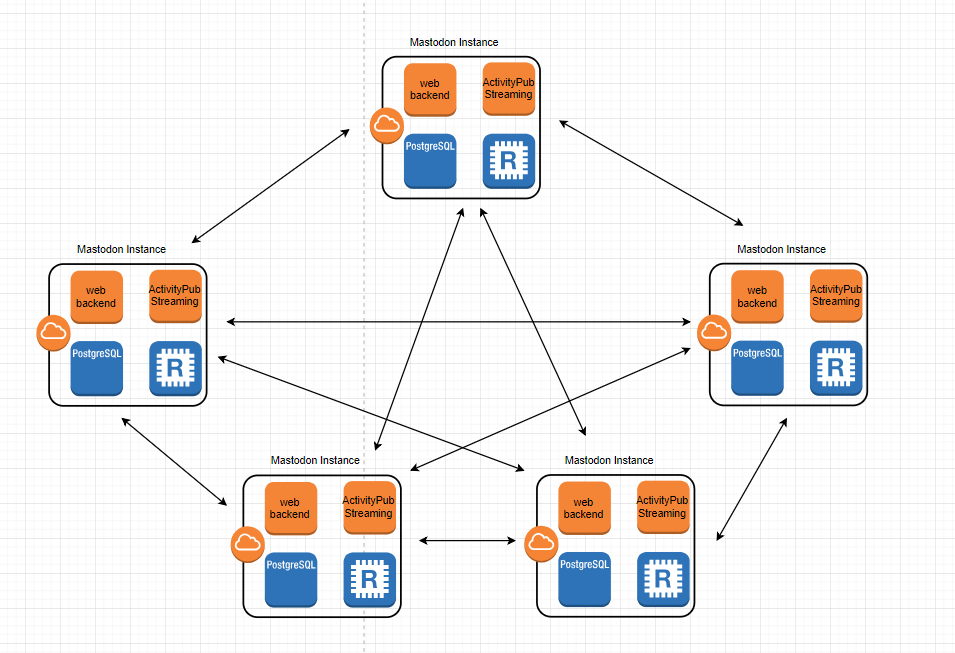 Mastodon Instance
web
backend
ActivityPub
Streaming
PostgreSQL
R
Mastodon Instance
web
backend
ActivityPub
Streaming
PostgreSQL
R
Mastodon Instance
web
backend
ActivityPub
Streaming
PostgreSQL
R
Mastodon Instance
web
backend
ActivityPub
Streaming
PostgreSQL
R
Mastodon Instance
web
backend
ActivityPub
Streaming
PostgreSQL
R